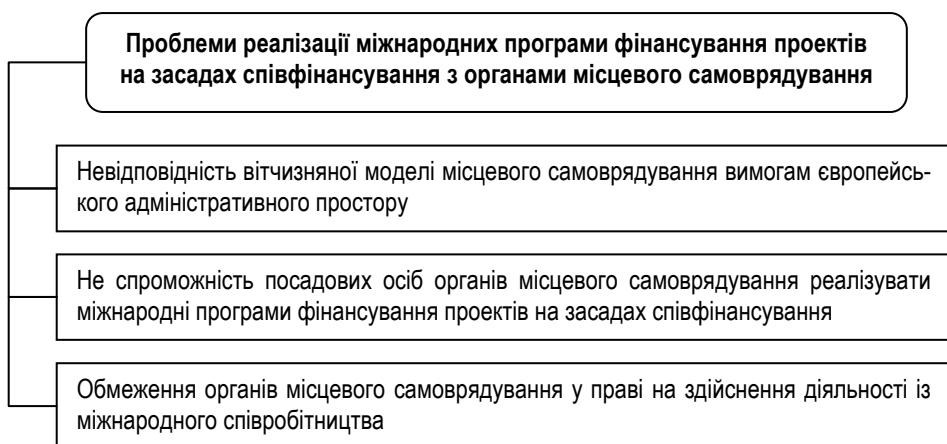 Проблеми реалізації міжнародних програми фінансування проектів
на засадах співфінансування з органами місцевого самоврядування
Невідповідність вітчизняної моделі місцевого самоврядування вимогам європейсь-
кого адміністративного простору
Не спроможність посадових осіб органів місцевого самоврядування реалізувати
міжнародні програми фінансування проектів на засадах співфінансування
Обмеження органів місцевого самоврядування у праві на здійснення діяльності із
міжнародного співробітництва